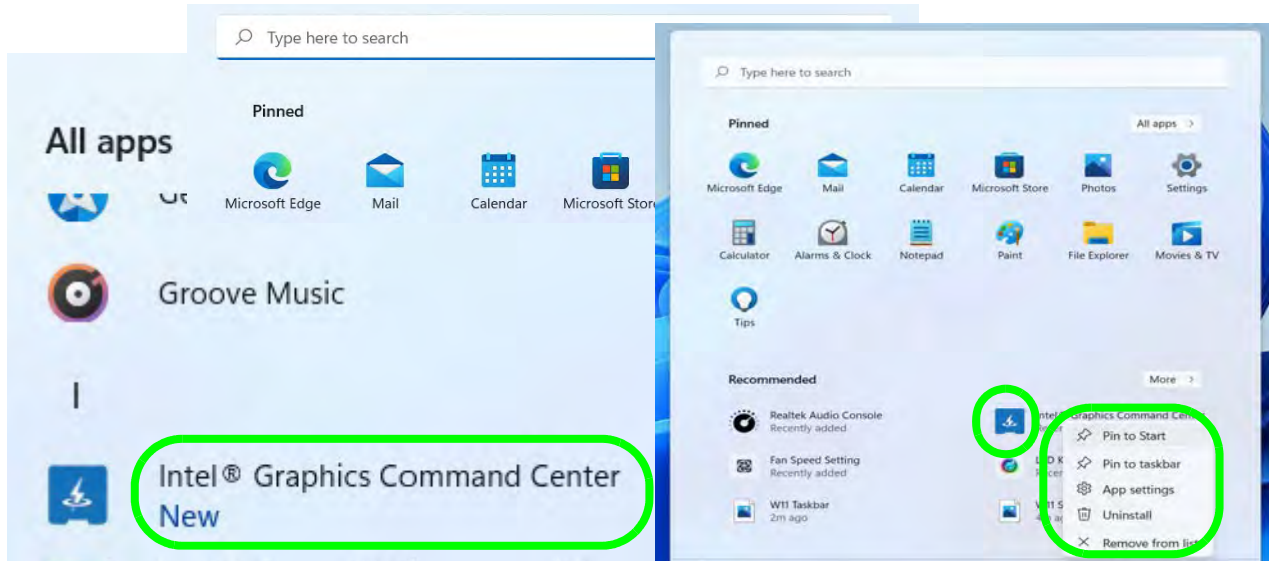 Type here to search
Pinned
All apps
Microsoft Edge
Mail
Calendar
Groove Music
I
Intel® Graphics Command Center
New
Type here to search
Pinned
All apps
Microsoft Edge
Mail
Calendar
Microsoft Store
Photos
Settings
Calculator
Alarms & Clock
Notepad
Paint
File Explorer
Movies & TV
Tips
Recommended
More
Realtek Audio Console
Recently added
Graphics Command Center
Pin to Start
Fan Speed Setting
Recently added
Pin to taskbar
App settings
W11 Taskbar
2m ago
Uninstall
Remove from list